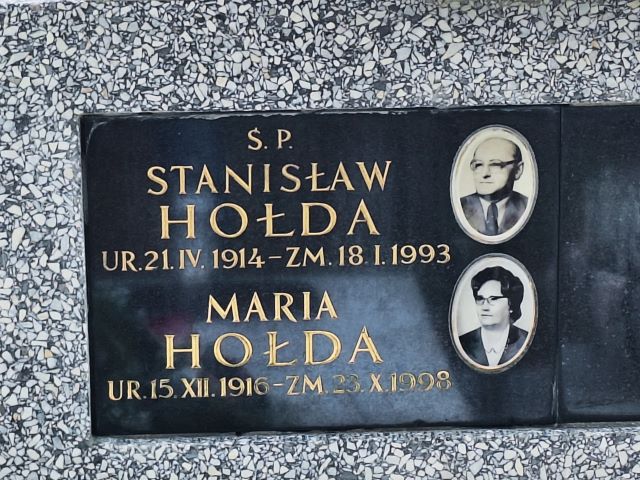 Ś. P.
STANISŁAW
HOŁDA
UR. 21. IV. 1914 - ZM. 18. I. 1993
MARIA
HOŁDA
UR. 15. XII. 1916 - ZM. 23. X. 1998